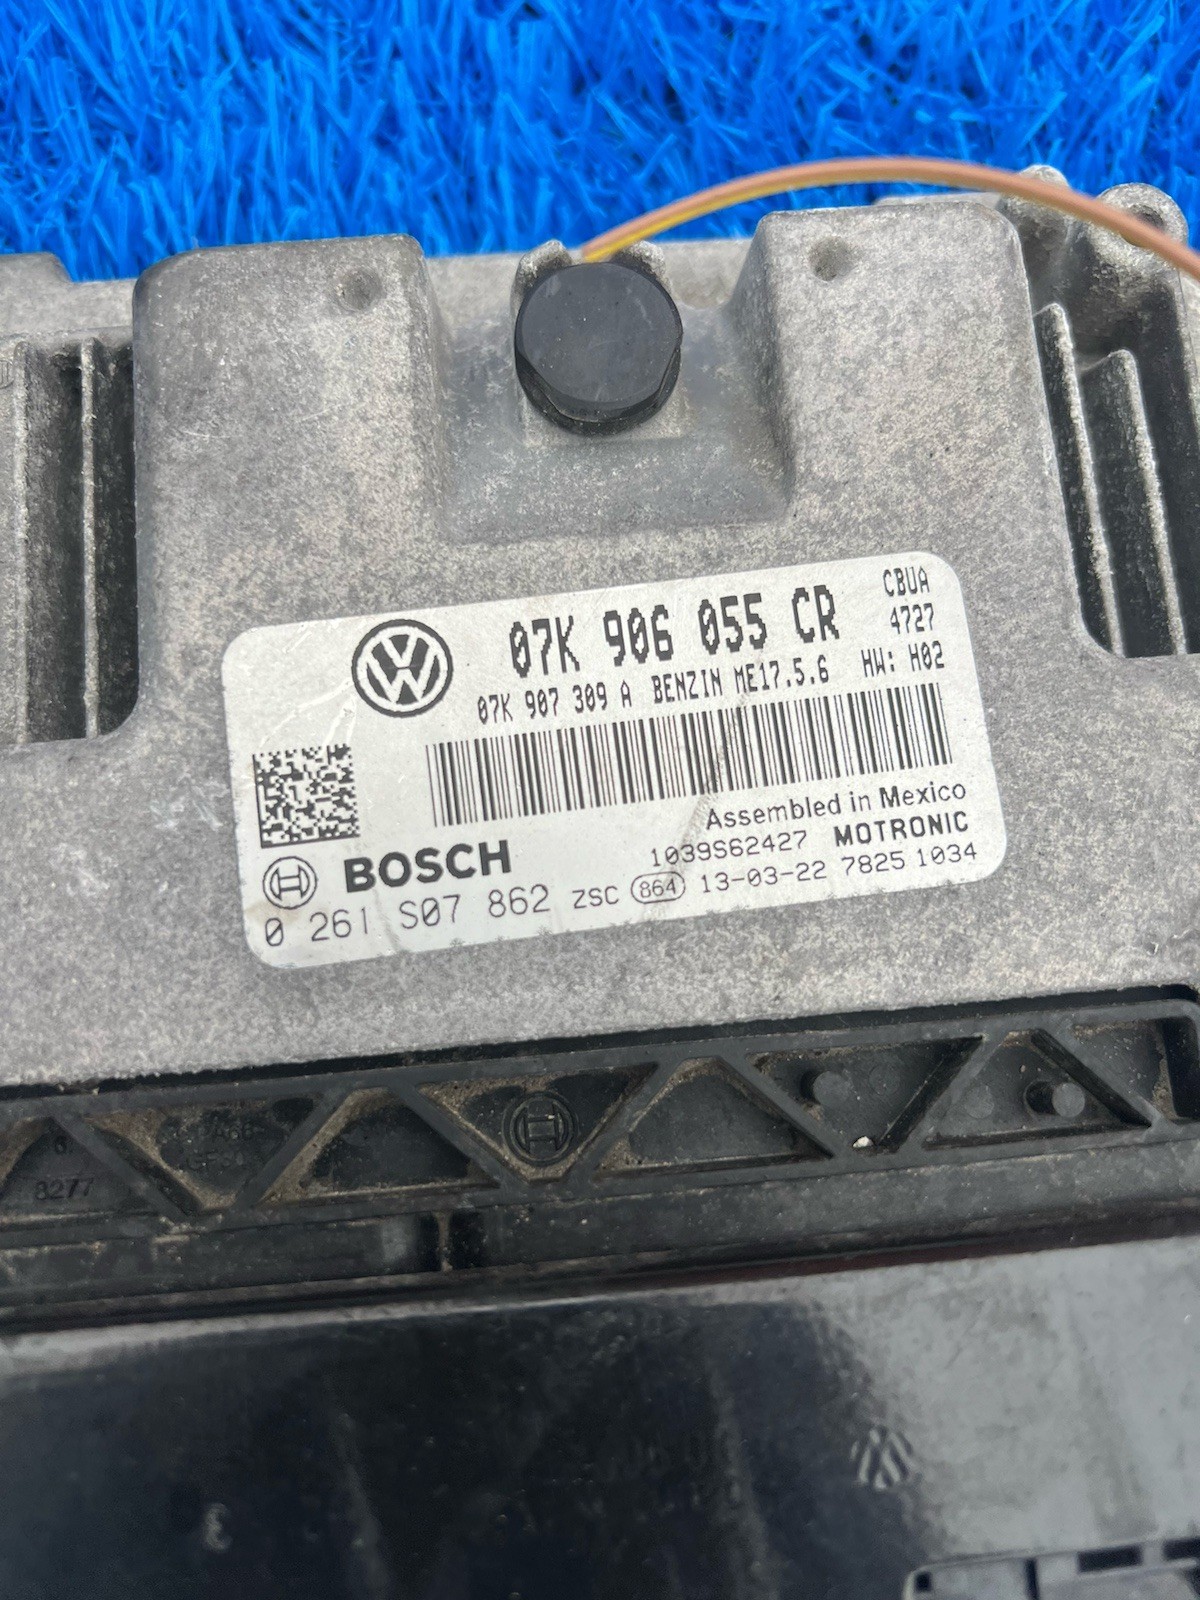 07K 906 055 CR
CBUA
4727
07K 907 309 A BENZIN ME17.5.6 HW: H02
Assembled in Mexico
1039S62427 MOTRONIC
BOSCH
0 261 S07 862 ZSC 864 13-03-22 7825 1034
8277